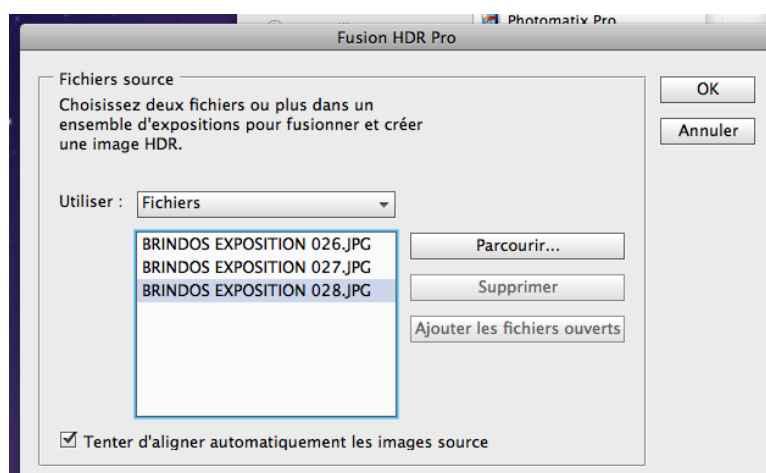 Photomatix Pro
Fusion HDR Pro
Fichiers source
Choisissez deux fichiers ou plus dans un
ensemble d'expositions pour fusionner et créer
une image HDR.
OK
Annuler
Utiliser : Fichiers
BRINDOS EXPOSITION 026.JPG
BRINDOS EXPOSITION 027.JPG
BRINDOS EXPOSITION 028.JPG
Parcourir...
Supprimer
Ajouter les fichiers ouverts
Tenter d'aligner automatiquement les images source